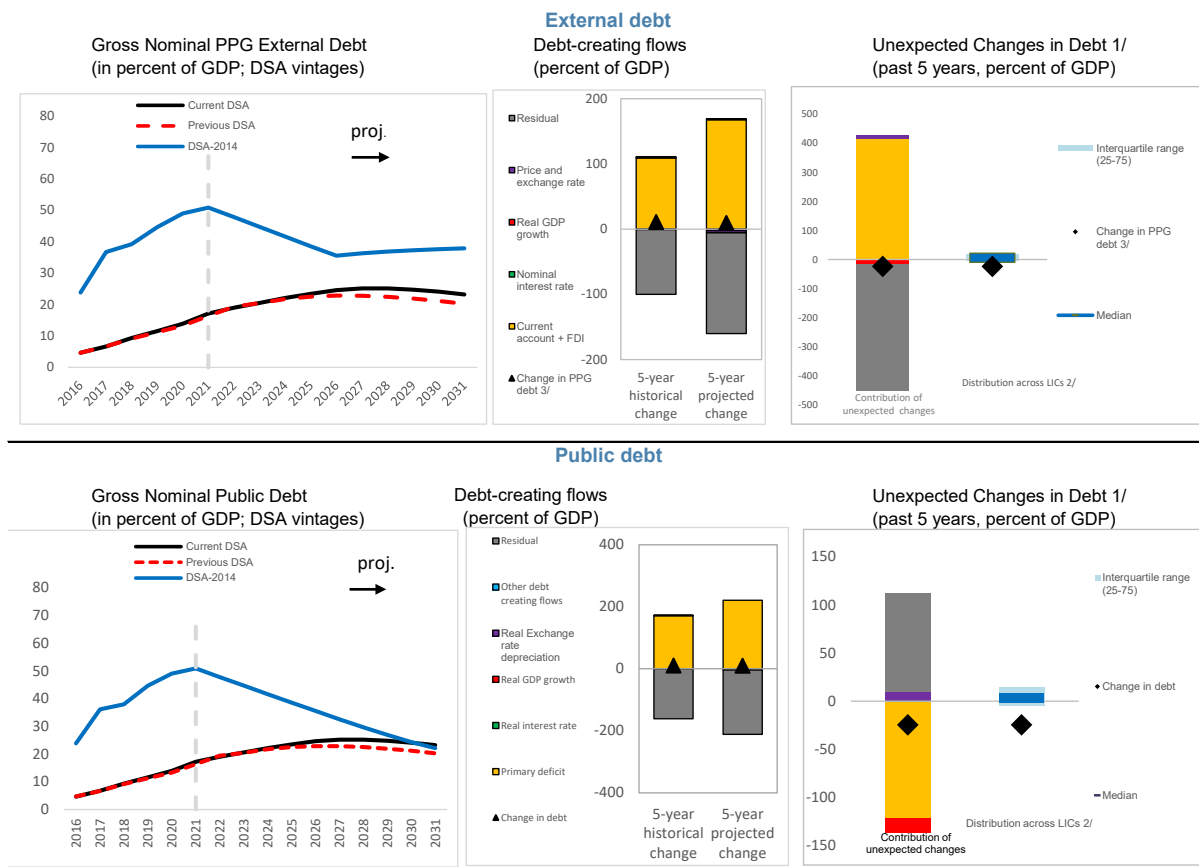 External debt
Gross Nominal PPG External Debt
(in percent of GDP; DSA vintages)
Current DSA
Previous DSA
DSA-2014
proj.
80
70
60
50
40
30
20
10
0
2016
2017
2018
2019
2020
2021
2022
2023
2024
2025
2026
2027
2028
2029
2030
2031
Debt-creating flows
(percent of GDP)
Residual
Price and
exchange rate
Real GDP
growth
Nominal
interest rate
Current
account + FDI
Change in PPG
debt 3/
200
100
0
-100
-200
5-year
historical
change
5-year
projected
change
Unexpected Changes in Debt 1/
(past 5 years, percent of GDP)
500
400
300
200
100
0
-100
-200
-300
-400
-500
Interquartile range
(25-75)
Change in PPG
debt 3/
Median
Contribution of
unexpected changes
Distribution across LICs 2/
Public debt
Gross Nominal Public Debt
(in percent of GDP; DSA vintages)
Current DSA
Previous DSA
DSA-2014
proj.
80
70
60
50
40
30
20
10
0
2016
2017
2018
2019
2020
2021
2022
2023
2024
2025
2026
2027
2028
2029
2030
2031
Debt-creating flows
(percent of GDP)
Residual
Other debt
creating flows
Real Exchange
rate
depreciation
Real GDP growth
Real interest rate
Primary deficit
Change in debt
400
200
0
-200
-400
5-year
historical
change
5-year
projected
change
Unexpected Changes in Debt 1/
(past 5 years, percent of GDP)
150
100
50
0
-50
-100
-150
Interquartile range
(25-75)
Change in debt
Median
Distribution across LICs 2/
Contribution of
unexpected changes